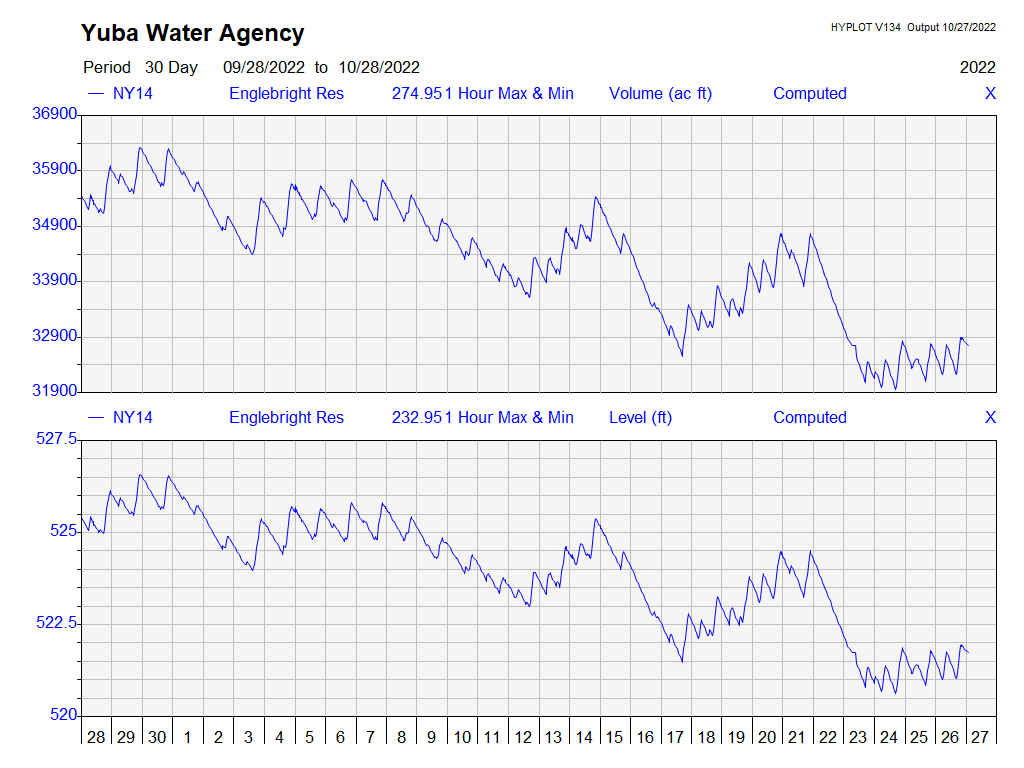 Yuba Water Agency
HYPLOT V134 Output 10/27/2022
Period 30 Day 09/28/2022 to 10/28/2022 2022
— NY14 Englebright Res 274.951 Hour Max & Min Volume (ac ft) Computed X
36900
35900
34900
33900
32900
31900
— NY14 Englebright Res 232.951 Hour Max & Min Level (ft) Computed X
527.5
525
522.5
520
28 29 30 1 2 3 4 5 6 7 8 9 10 11 12 13 14 15 16 17 18 19 20 21 22 23 24 25 26 27